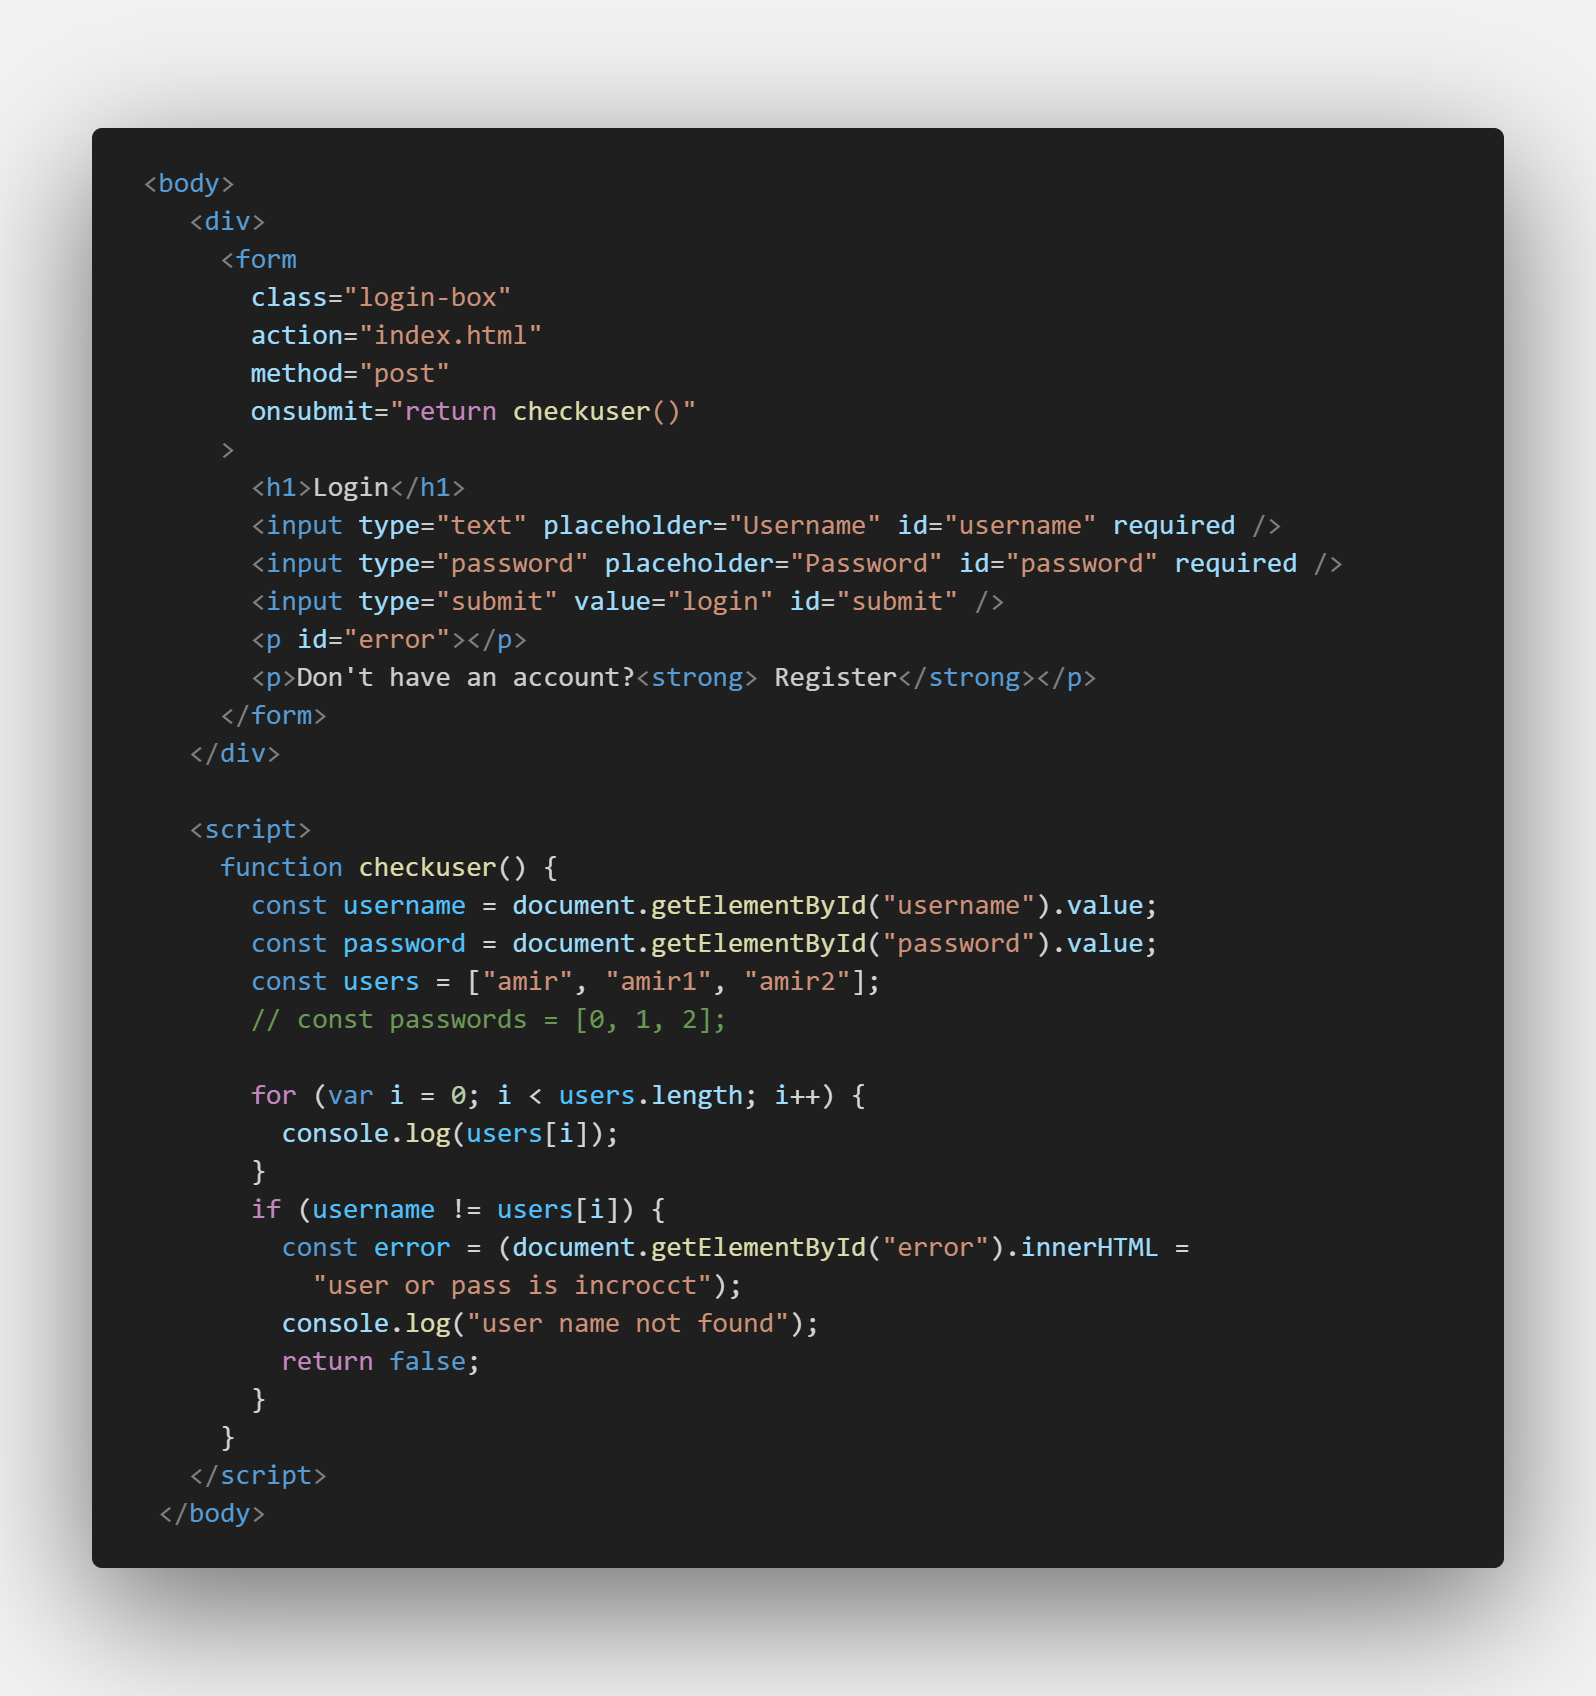 <body>
<div>
<form
class="login-box"
action="index.html"
method="post"
onsubmit="return checkuser()"
>
<h1>Login</h1>
<input type="text" placeholder="Username" id="username" required />
<input type="password" placeholder="Password" id="password" required />
<input type="submit" value="login" id="submit" />
<p id="error"></p>
<p>Don't have an account?<strong> Register</strong></p>
</form>
</div>
<script>
function checkuser() {
const username = document.getElementById("username").value;
const password = document.getElementById("password").value;
const users = ["amir", "amir1", "amir2"];
// const passwords = [0, 1, 2];
for (var i = 0; i < users.length; i++) {
console.log(users[i]);
}
if (username != users[i]) {
const error = (document.getElementById("error").innerHTML =
"user or pass is incrocct");
console.log("user name not found");
return false;
}
}
</script>
</body>